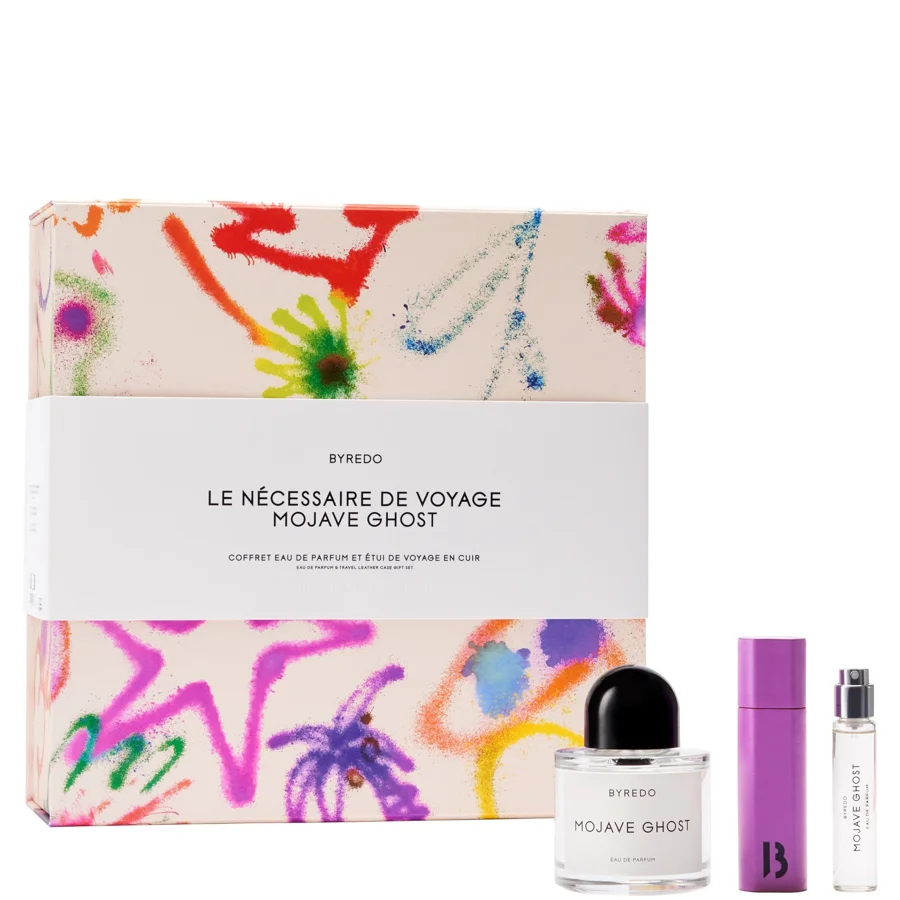 BYREDO
LE NÉCESSAIRE DE VOYAGE
MOJAVE GHOST
COFFRET EAU DE PARFUM ET ÉTUI DE VOYAGE EN CUIR
EAU DE PARFUM & TRAVEL LEATHER CASE GIFT SET
BYREDO
MOJAVE GHOST
EAU DE PARFUM
B
BYREDO
MOJAVE GHOST
EAU DE PARFUM